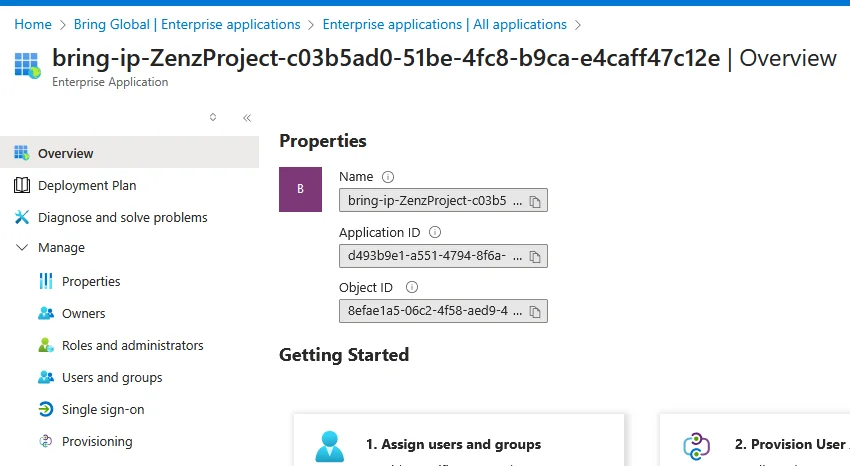 Home > Bring Global | Enterprise applications > Enterprise applications | All applications >
bring-ip-ZenzProject-c03b5ad0-51be-4fc8-b9ca-e4caff47c12e | Overview
Enterprise Application
Overview
Deployment Plan
Diagnose and solve problems
Manage
Properties
Owners
Roles and administrators
Users and groups
Single sign-on
Provisioning
Properties
B
Name
bring-ip-ZenzProject-c03b5 ...
Application ID
d493b9e1-a551-4794-8f6a- ...
Object ID
8efae1a5-06c2-4f58-aed9-4 ...
Getting Started
1. Assign users and groups
2. Provision User